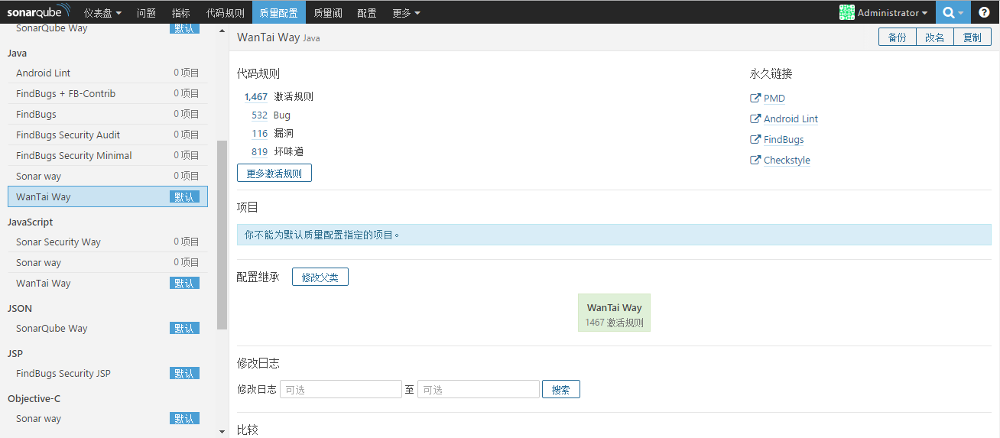 sonarqube 仪表盘 问题 指标 代码规则 质量配置 质量阈 配置 更多 Administrator ?
SonarQube Way 默认
Java
Android Lint 0 项目
FindBugs + FB-Contrib 0 项目
FindBugs 0 项目
FindBugs Security Audit 0 项目
FindBugs Security Minimal 0 项目
Sonar way 0 项目
WanTai Way 默认
JavaScript
Sonar Security Way 0 项目
Sonar way 0 项目
WanTai Way 默认
JSON
SonarQube Way 默认
JSP
FindBugs Security JSP 默认
Objective-C
Sonar way 默认
WanTai Way Java 备份 改名 复制
代码规则
1,467 激活规则
532 Bug
116 漏洞
819 坏味道
更多激活规则
永久链接
PMD
Android Lint
FindBugs
Checkstyle
项目
你不能为默认质量配置指定的项目。
配置继承 修改父类
WanTai Way
1467 激活规则
修改日志
修改日志 可选 至 可选 搜索
比较